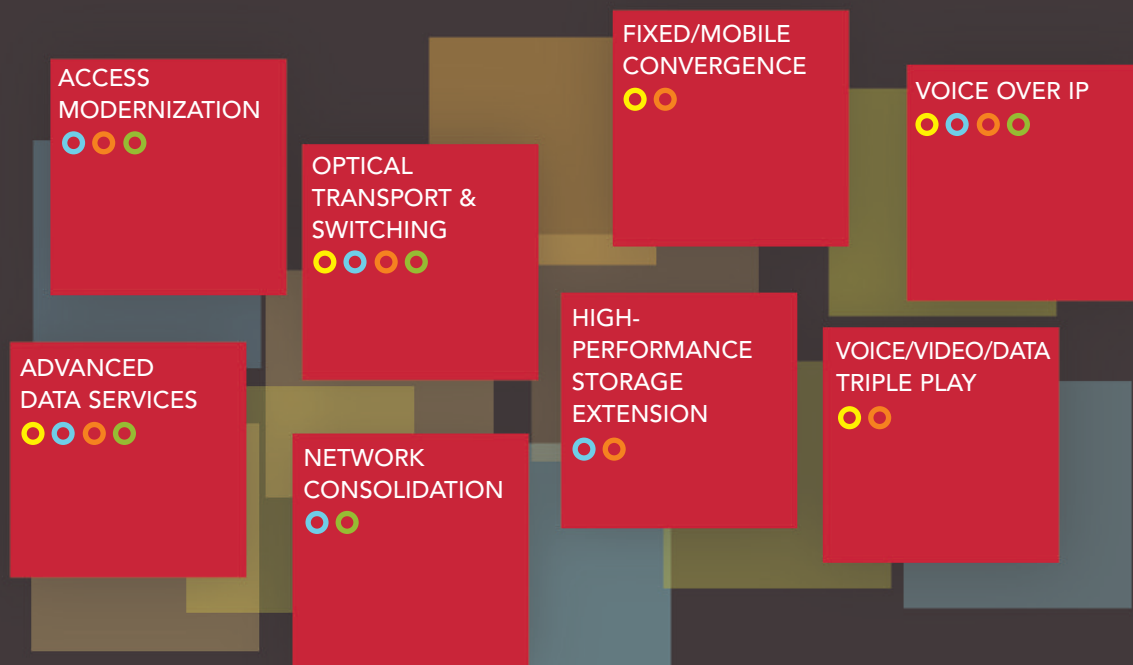 ACCESS
MODERNIZATION
OPTICAL
TRANSPORT &
SWITCHING
FIXED/MOBILE
CONVERGENCE
VOICE OVER IP
ADVANCED
DATA SERVICES
NETWORK
CONSOLIDATION
HIGH-
PERFORMANCE
STORAGE
EXTENSION
VOICE/VIDEO/DATA
TRIPLE PLAY